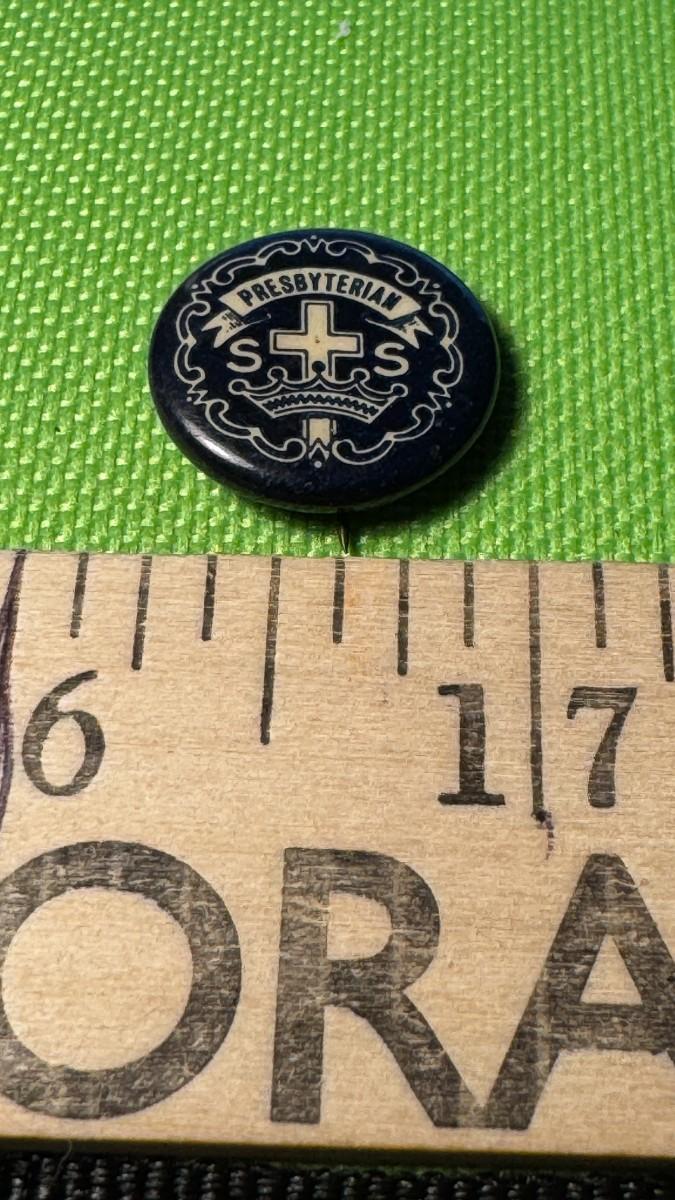 PRESBYTERIAN
S S
6 17
ORA